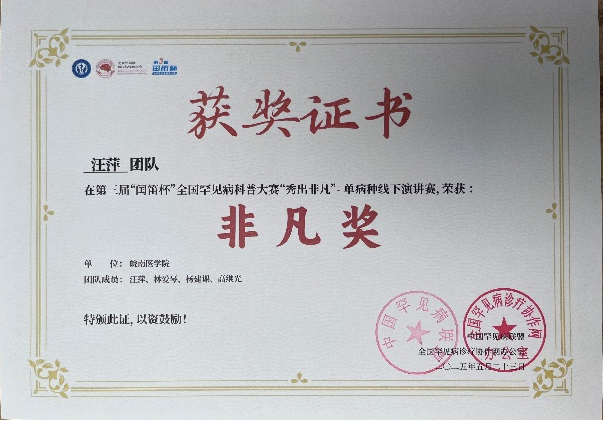 获奖证书
汪萍 团队
在第三届“国笛杯”全国罕见病科普大赛“秀出非凡”- 单病种线下演讲赛, 荣获：
非凡奖
单　位： 皖南医学院
团队成员： 汪萍、林爱琴、杨建课、高继光
特颁此证, 以资鼓励！
中国罕见病联盟
全国罕见病诊疗协作网办公室
二〇二五年五月二十三日